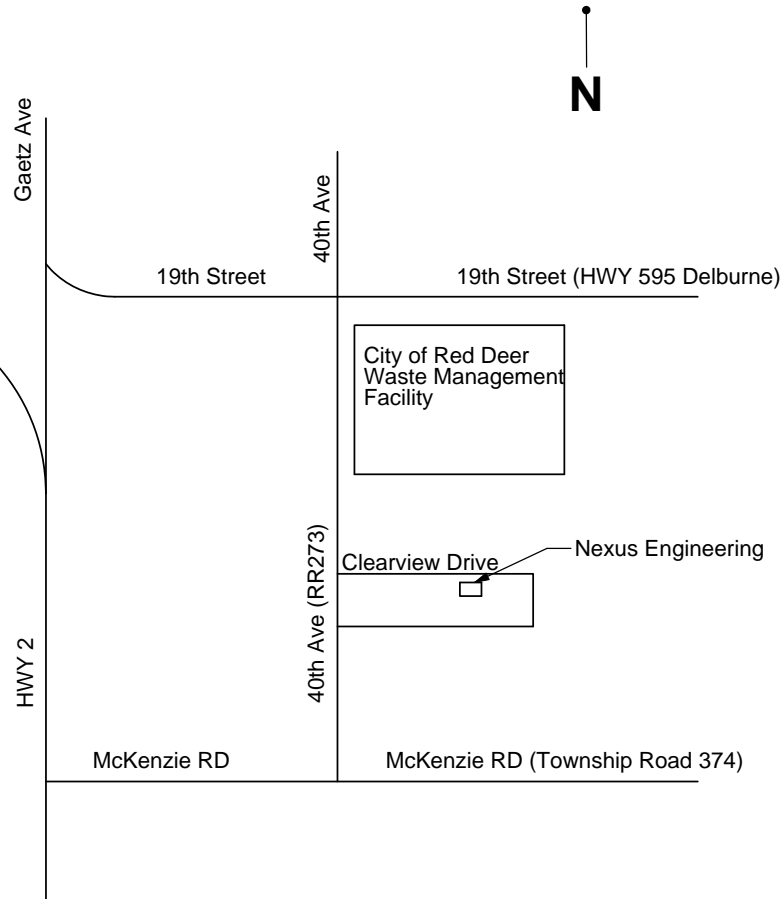 N
Gaetz Ave
40th Ave
19th Street
19th Street (HWY 595 Delburne)
City of Red Deer
Waste Management
Facility
40th Ave (RR273)
Clearview Drive
Nexus Engineering
HWY 2
McKenzie RD
McKenzie RD (Township Road 374)